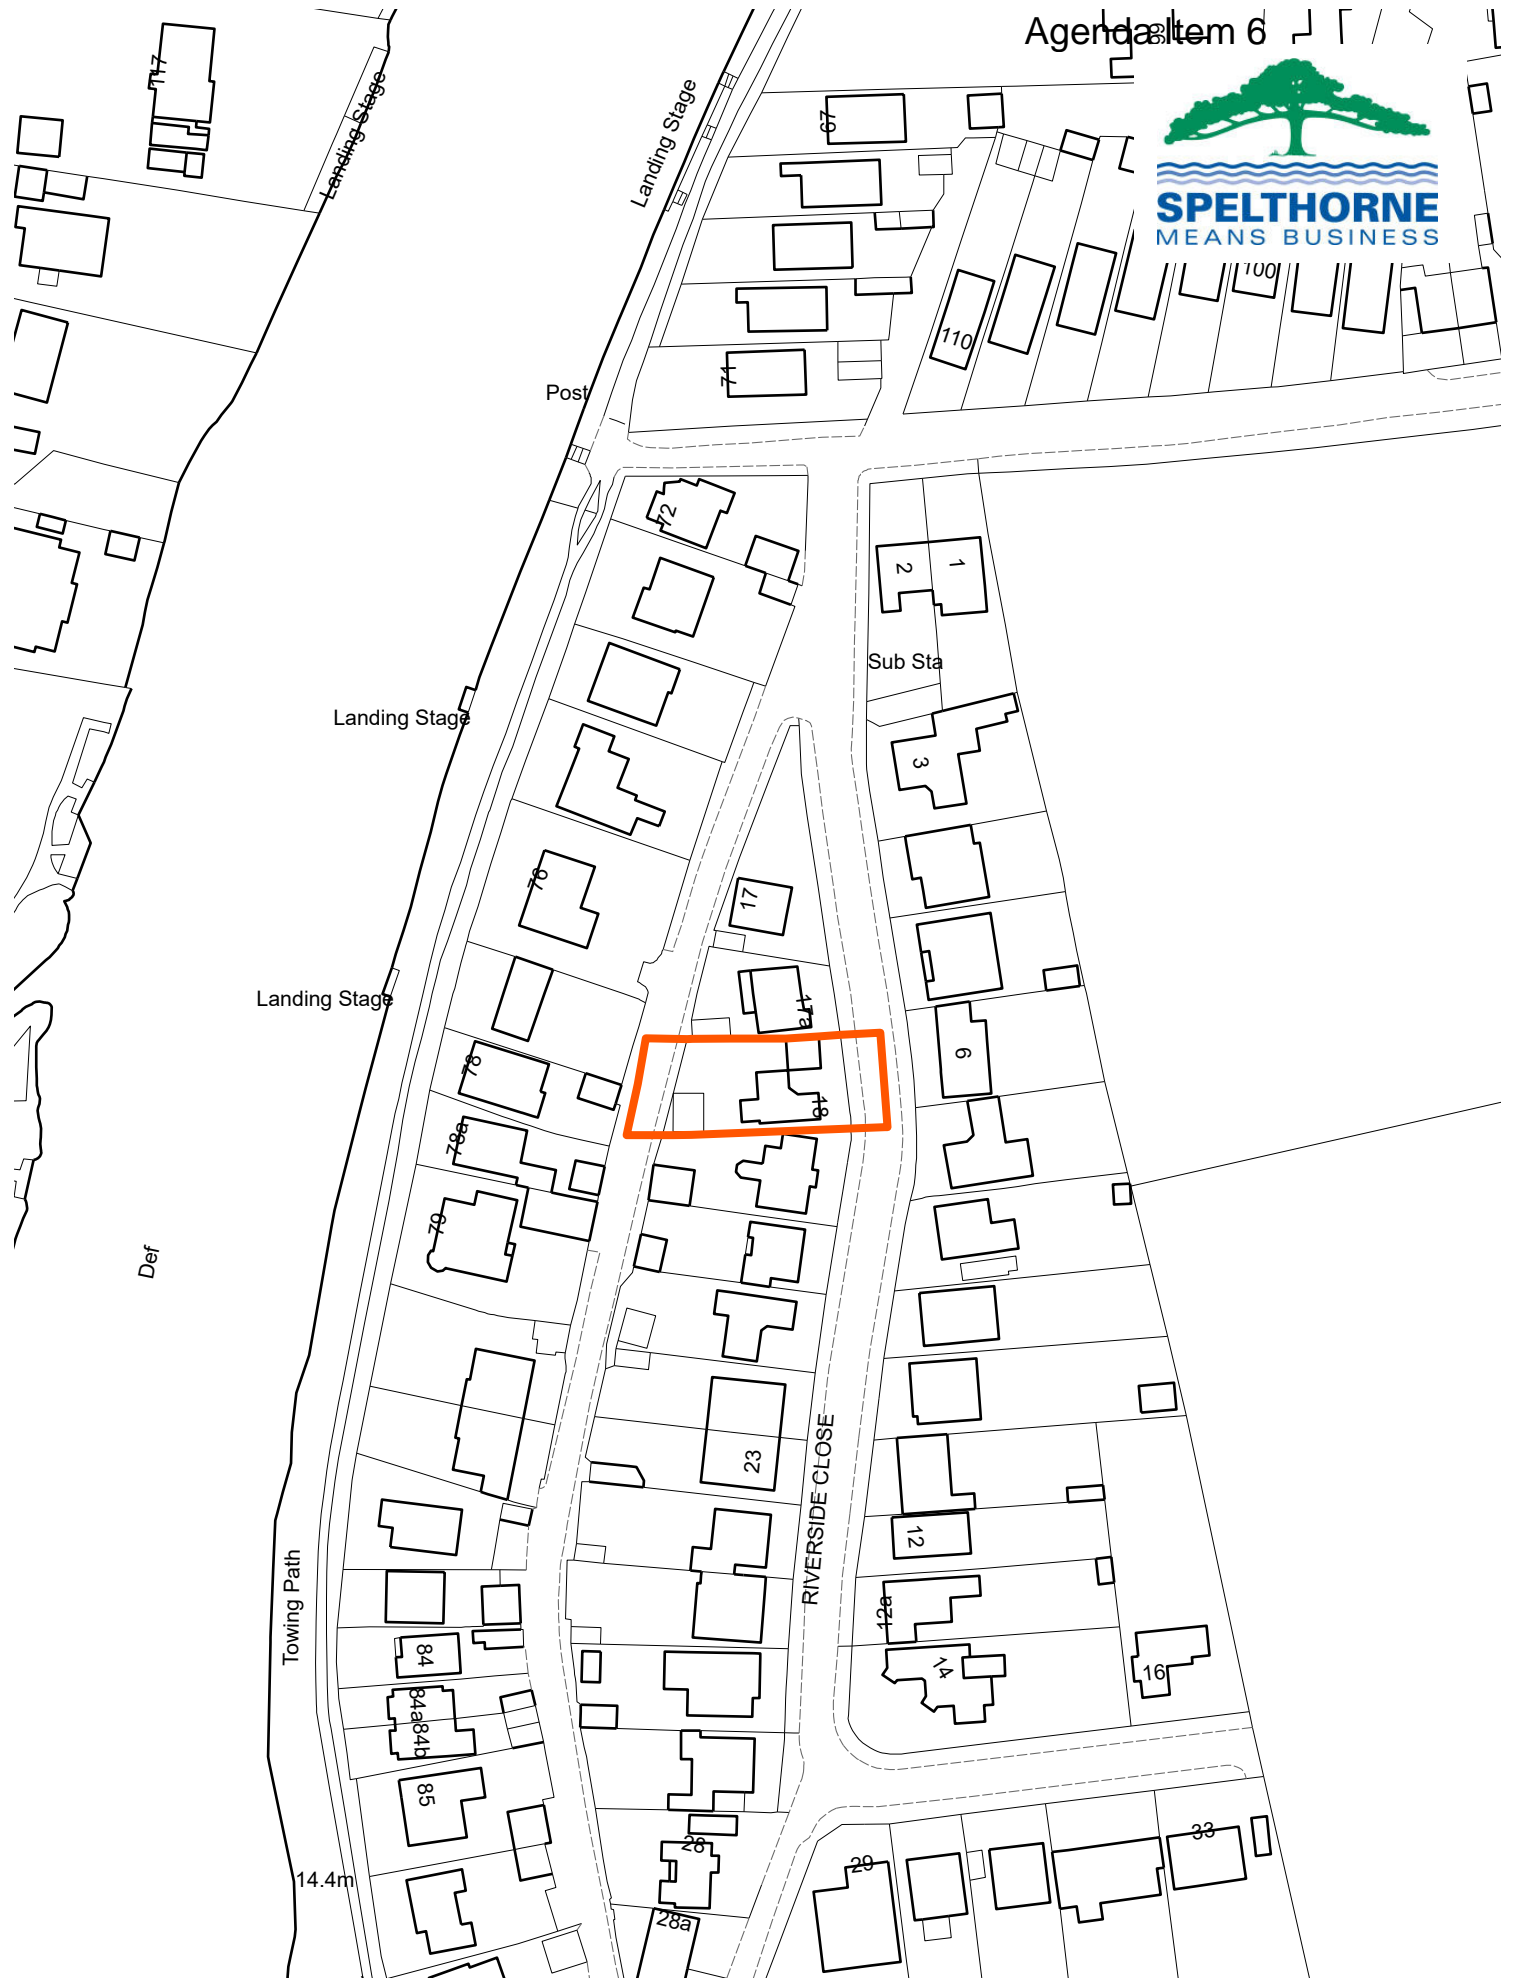 Agenda Item 6
99
117
Landing Stage
Landing Stage
67
SPELTHORNE
MEANS BUSINESS
100
110
71
Post
72
2
1
Sub Sta
Landing Stage
3
76
17
Landing Stage
17a
6
78
18
78a
79
Def
23
RIVERSIDE CLOSE
12
Towing Path
12a
84
14
16
84a
84b
85
28
33
29
14.4m
28a